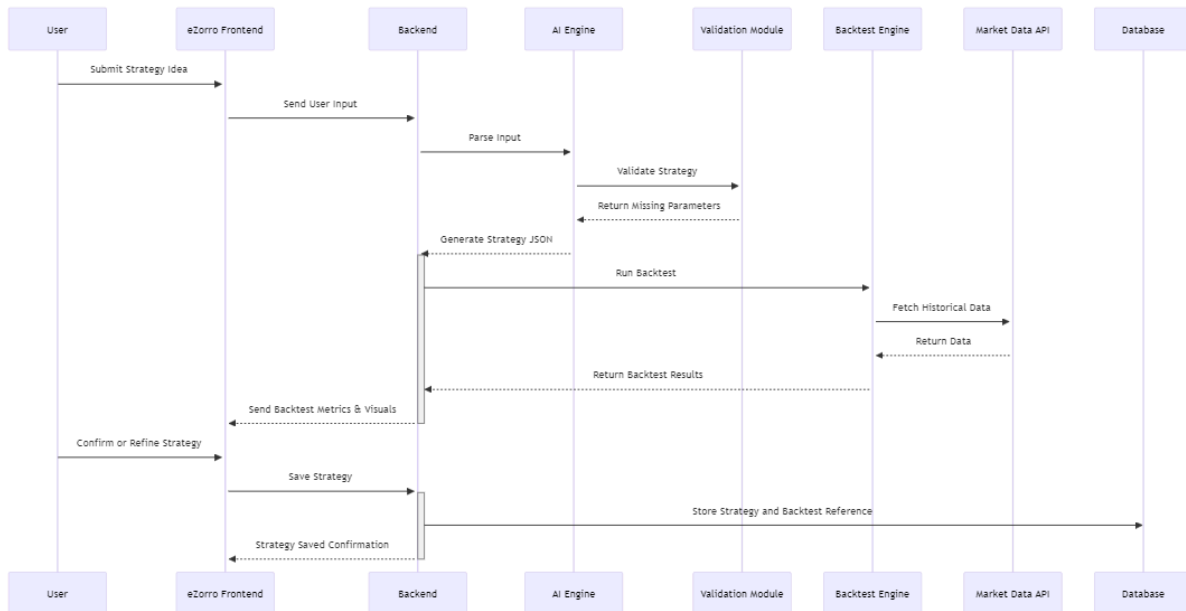 User
eZorro Frontend
Backend
AI Engine
Validation Module
Backtest Engine
Market Data API
Database
Submit Strategy Idea
Send User Input
Parse Input
Validate Strategy
Return Missing Parameters
Generate Strategy JSON
Run Backtest
Fetch Historical Data
Return Data
Return Backtest Results
Send Backtest Metrics & Visuals
Confirm or Refine Strategy
Save Strategy
Store Strategy and Backtest Reference
Strategy Saved Confirmation
User
eZorro Frontend
Backend
AI Engine
Validation Module
Backtest Engine
Market Data API
Database